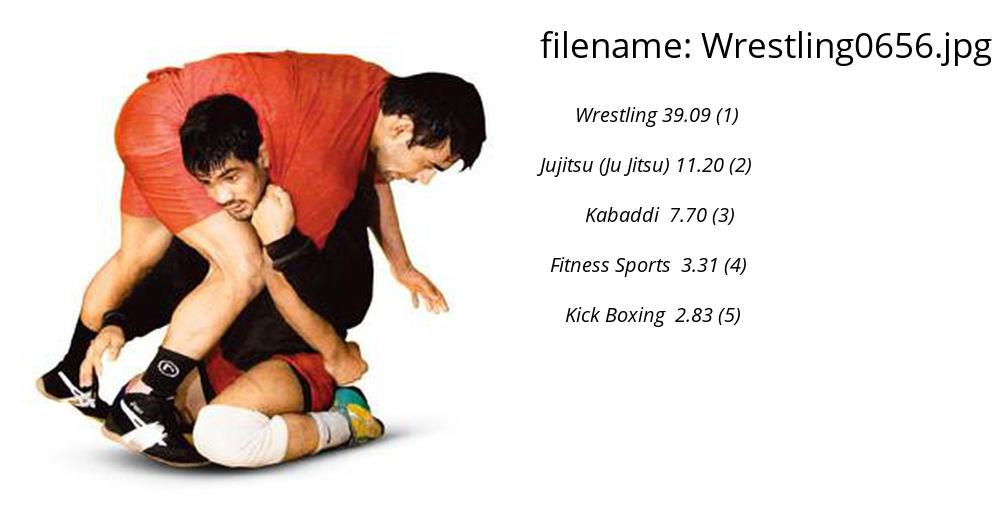 filename: Wrestling0656.jpg
Wrestling 39.09 (1)
Jujitsu (Ju Jitsu) 11.20 (2)
Kabaddi 7.70 (3)
Fitness Sports 3.31 (4)
Kick Boxing 2.83 (5)